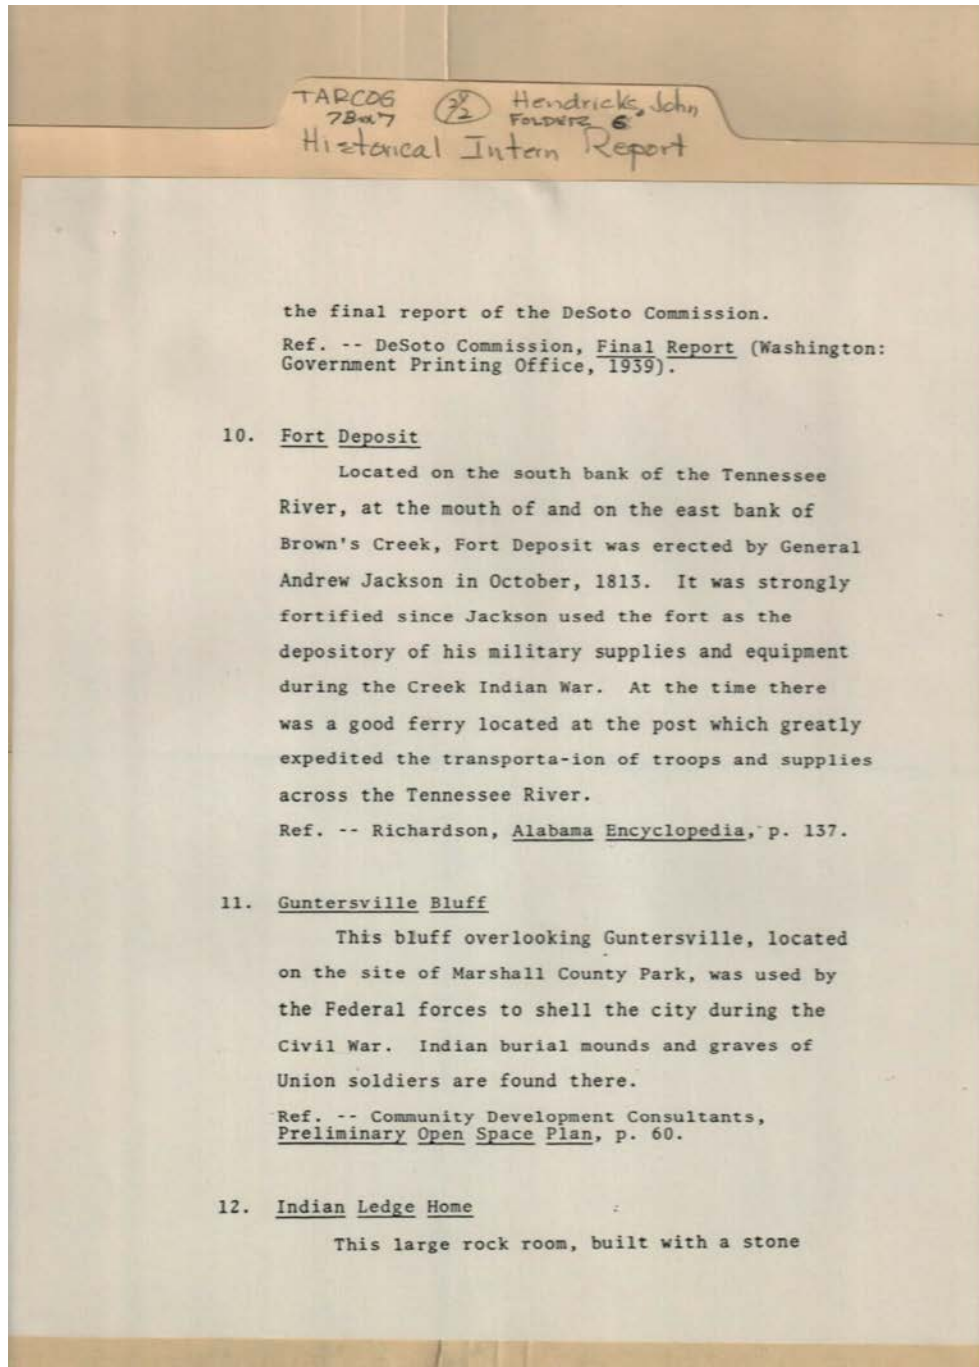 TARCOG
Hendricks, John
FOLDER 6
Historical Intern Report
the final report of the DeSoto Commission.
Ref. -- DeSoto Commission, Final Report (Washington:
Government Printing Office, 1939).
10. Fort Deposit
Located on the south bank of the Tennessee
River, at the mouth of and on the east bank of
Brown's Creek, Fort Deposit was erected by General
Andrew Jackson in October, 1813. It was strongly
fortified since Jackson used the fort as the
depository of his military supplies and equipment
during the Creek Indian War. At the time there
was a good ferry located at the post which greatly
expedited the transporta-ion of troops and supplies
across the Tennessee River.
Ref. -- Richardson, Alabama Encyclopedia, p. 137.
11. Guntersville Bluff
This bluff overlooking Guntersville, located
on the site of Marshall County Park, was used by
the Federal forces to shell the city during the
Civil War. Indian burial mounds and graves of
Union soldiers are found there.
Ref. -- Community Development Consultants,
Preliminary Open Space Plan, p. 60.
12. Indian Ledge Home
This large rock room, built with a stone